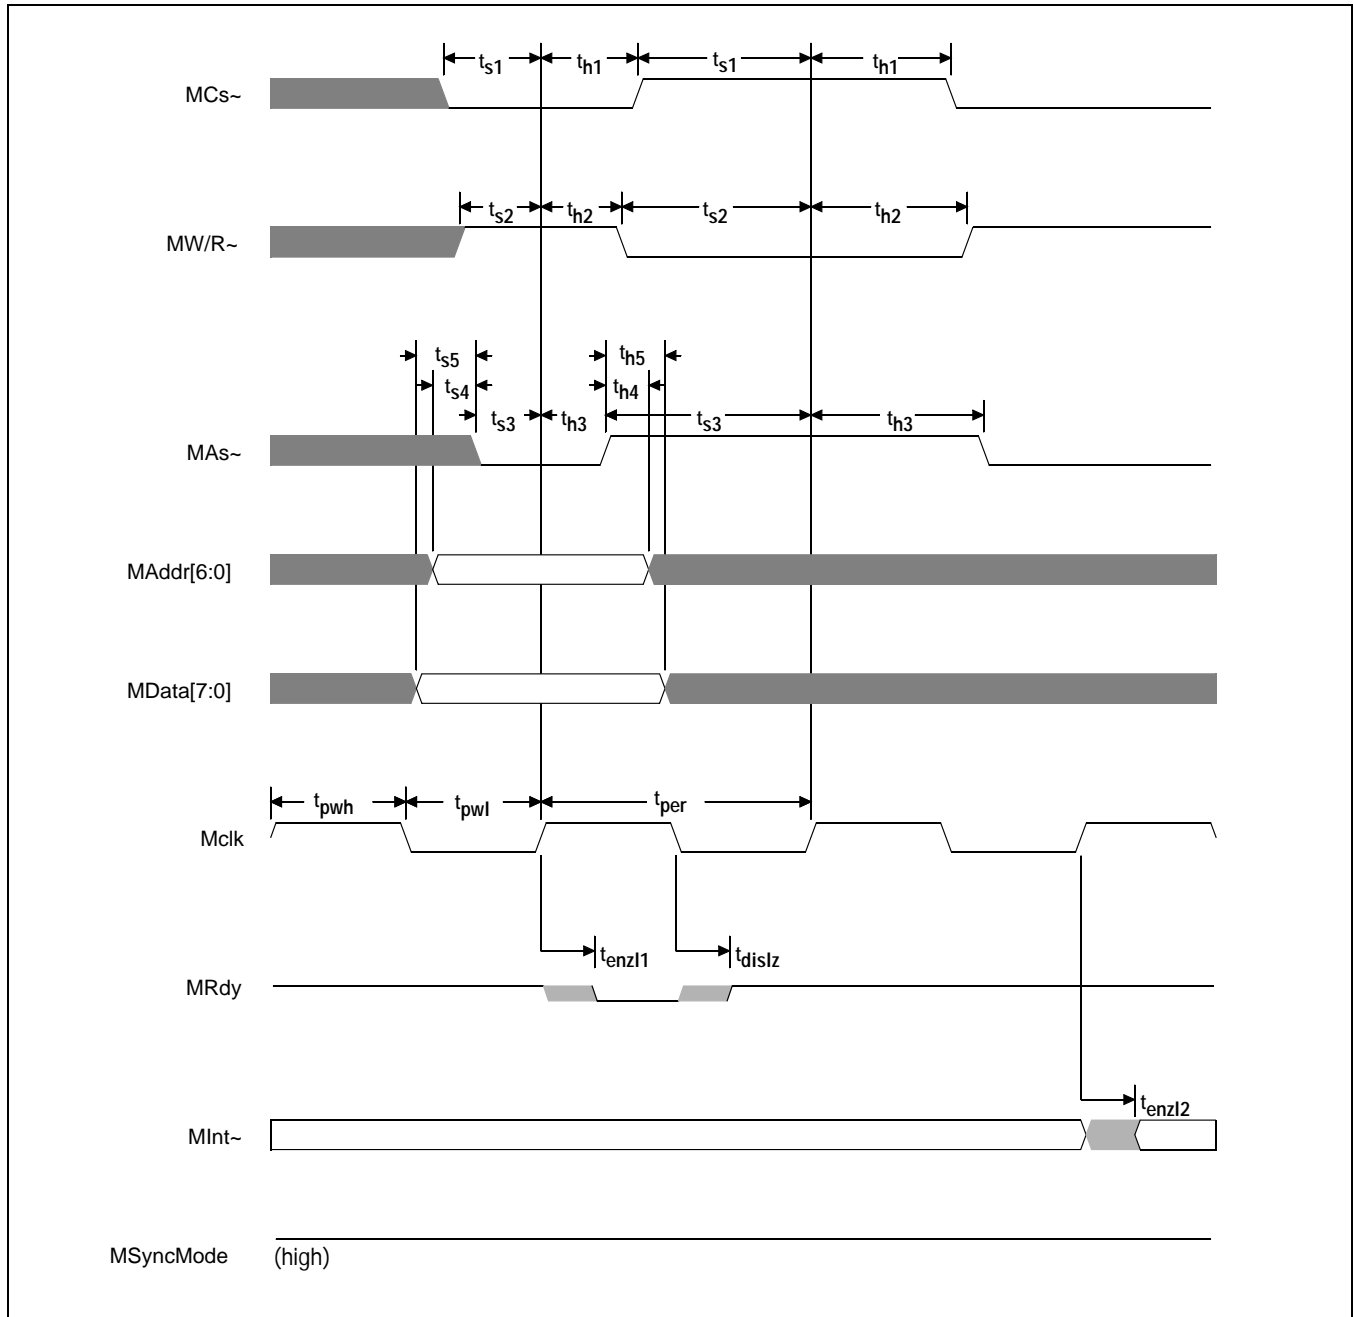 ts1 th1 ts1 th1
MCs~
ts2 th2 ts2 th2
MW/R~
ts5 th5
ts4 th4
ts3 th3 ts3 th3
MAs~
MAddr[6:0]
MData[7:0]
tpwh tpwl tper
Mclk
tenzl1 tdislz
MRdy
tenzl2
MInt~
MSyncMode (high)